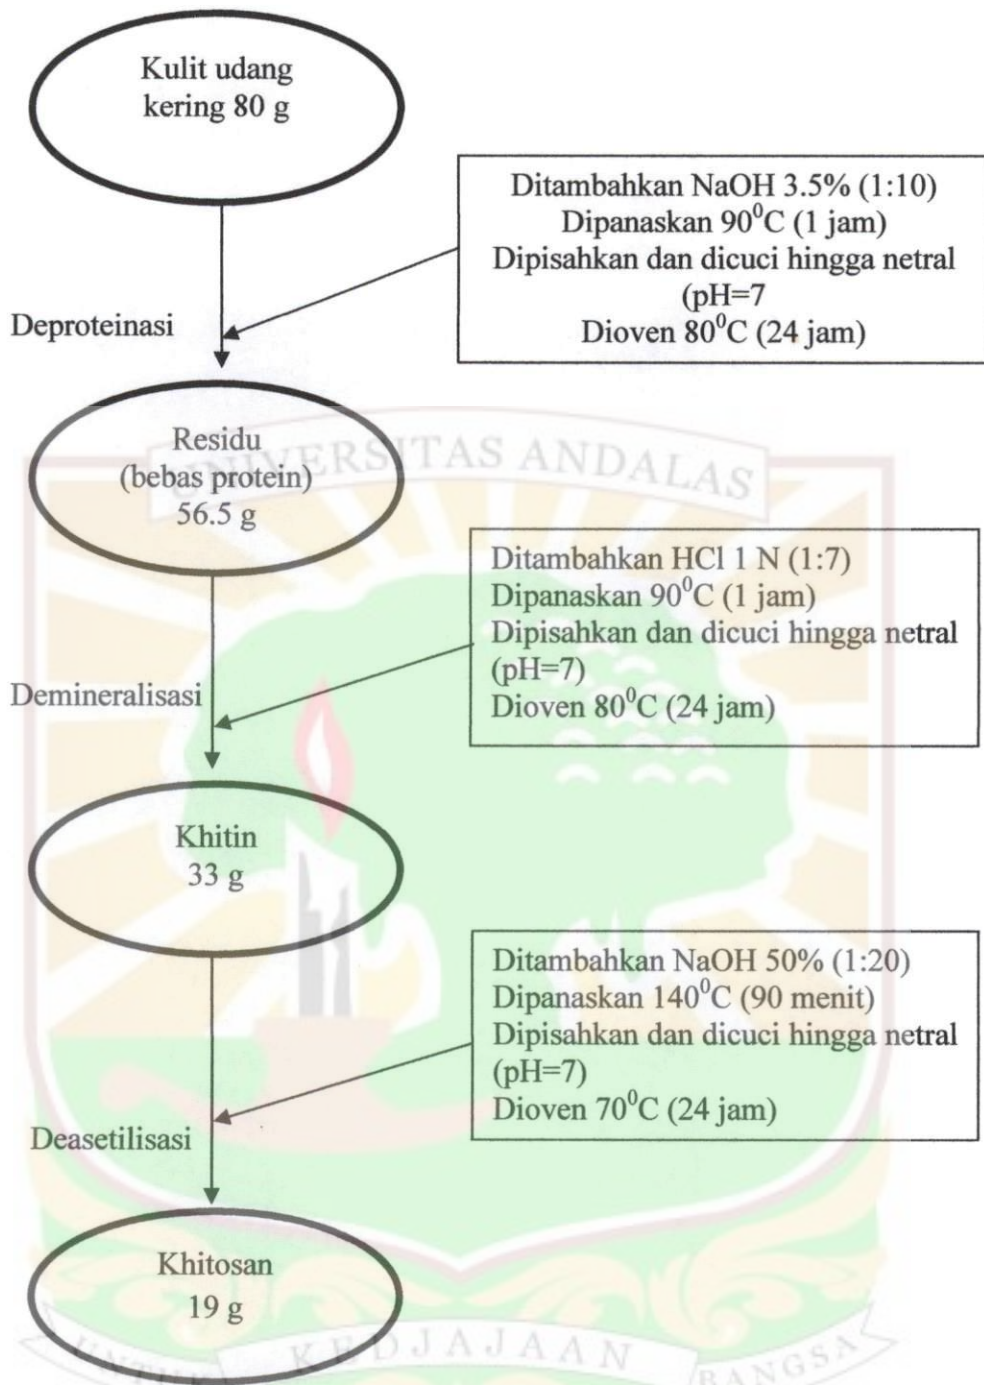 Kulit udang
kering 80 g
Ditambahkan NaOH 3.5% (1:10)
Dipanaskan 90⁰C (1 jam)
Dipisahkan dan dicuci hingga netral
(pH=7
Dioven 80⁰C (24 jam)
Deproteinasi
Residu
(bebas protein)
56.5 g
UNIVERSITAS ANDALAS
Ditambahkan HCl 1 N (1:7)
Dipanaskan 90⁰C (1 jam)
Dipisahkan dan dicuci hingga netral
(pH=7)
Dioven 80⁰C (24 jam)
Demineralisasi
Khitin
33 g
Ditambahkan NaOH 50% (1:20)
Dipanaskan 140⁰C (90 menit)
Dipisahkan dan dicuci hingga netral
(pH=7)
Dioven 70⁰C (24 jam)
Deasetilisasi
Khitosan
19 g
UNTUK KEDJAJAAN BANGSA